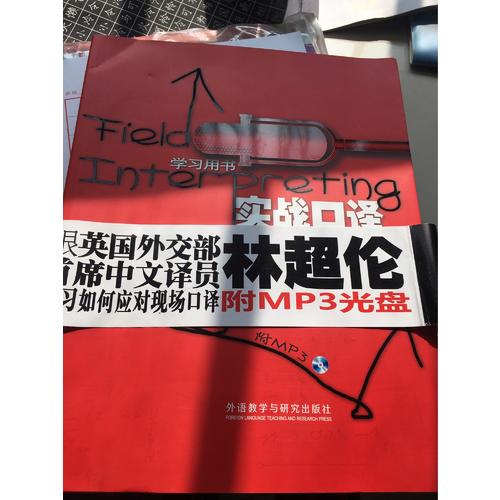 Field
学习用书
Interpreting
实战口译
跟英国外交部
首席中文译员
林超伦
习如何应对现场口译
附MP3光盘
附MP3
外语教学与研究出版社
FOREIGN LANGUAGE TEACHING AND RESEARCH PRESS